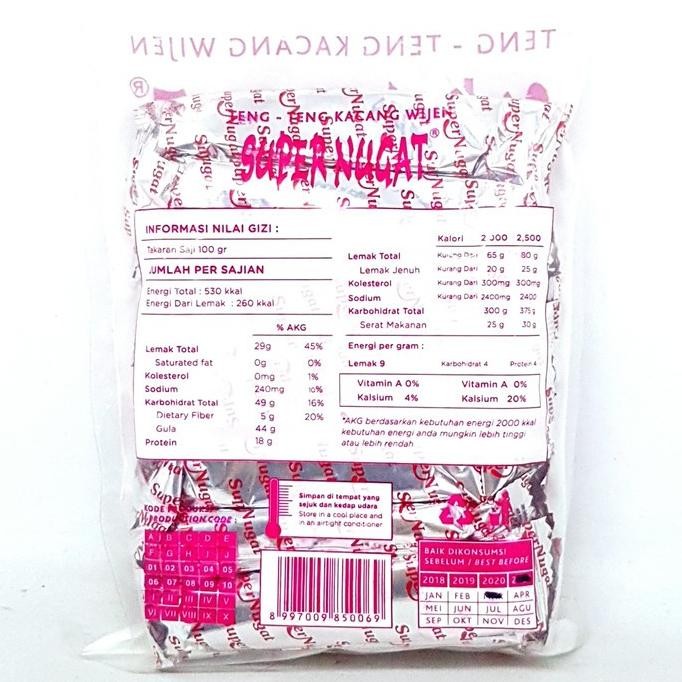 TENG - TENG KACANG WIJEN
®
TENG - TENG KACANG WIJEN
SUPER NUGAT®
INFORMASI NILAI GIZI :
Takaran Saji 100 gr
JUMLAH PER SAJIAN
Energi Total : 530 kkal
Energi Dari Lemak : 260 kkal
% AKG
Lemak Total 29g 45%
Saturated fat 0g 0%
Kolesterol 0mg 1%
Sodium 240mg 10%
Karbohidrat Total 49 g 16%
Dietary Fiber 5 g 20%
Gula 44 g
Protein 18 g
Kalori 2,000 2,500
Lemak Total Kurang Dari 65 g 80 g
Lemak Jenuh Kurang Dari 20 g 25 g
Kolesterol Kurang Dari 300mg 300mg
Sodium Kurang Dari 2400mg 2400
Karbohidrat Total 300 g 375 g
Serat Makanan 25 g 30 g
Energi per gram :
Lemak 9 Karbohidrat 4 Protein 4
Vitamin A 0% Vitamin A 0%
Kalsium 4% Kalsium 20%
*AKG berdasarkan kebutuhan energi 2000 kkal
kebutuhan energi anda mungkin lebih tinggi
atau lebih rendah
Simpan di tempat yang
sejuk dan kedap udara
Store in a cool place and
in an airtight conditioner
KODE PRODUKSI
PRODUCTION CODE :
A B C D E
F G H I J
01 02 03 04 05
06 07 08 09 10
I II III IV V
VI VII VIII IX X
8 997009 850069
BAIK DIKONSUMSI
SEBELUM / BEST BEFORE
2018 2019 2020
JAN FEB APR
MEI JUN JUL AGU
SEP OKT NOV DES